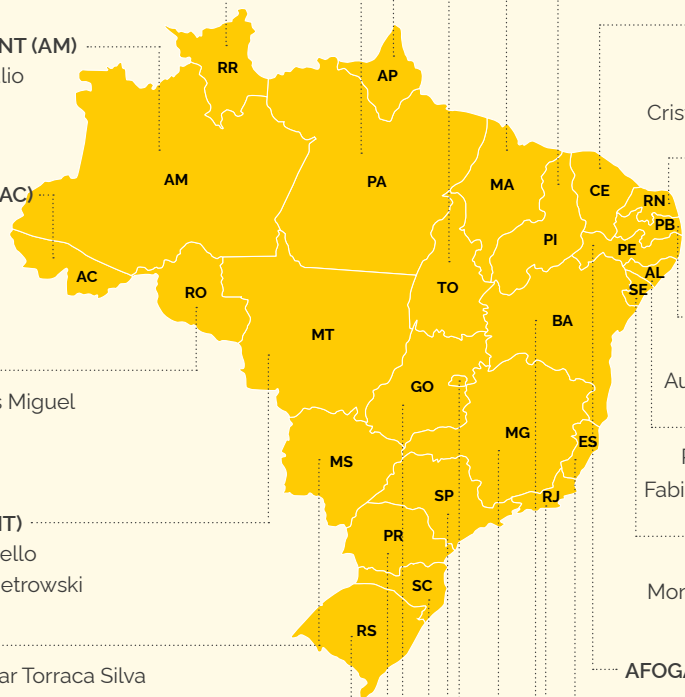 NT (AM)
lio
RR
AP
Cris
AM
PA
MA
CE
AC)
RN
PB
PI
PE
AL
AC
RO
TO
SE
MT
BA
GO
Au
s Miguel
MG
ES
MS
F
SP
RJ
Fabi
IT)
PR
ello
etrowski
SC
Mor
RS
ar Torraca Silva
AFOGA